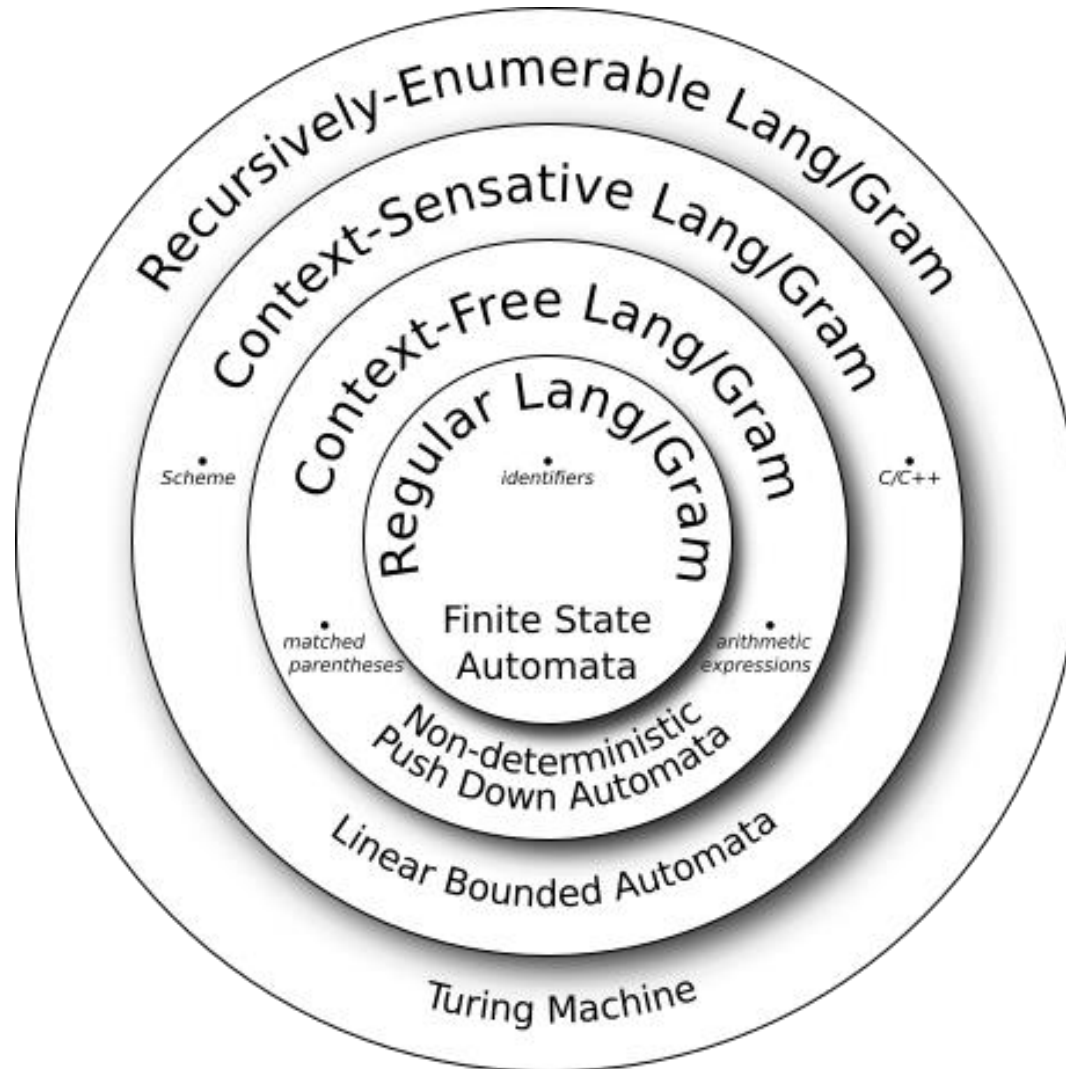 Recursively-Enumerable Lang/Gram
Context-Sensative Lang/Gram
Context-Free Lang/Gram
Regular Lang/Gram
Scheme
identifiers
C/C++
Finite State
Automata
matched
parentheses
arithmetic
expressions
Non-deterministic
Push Down Automata
Linear Bounded Automata
Turing Machine